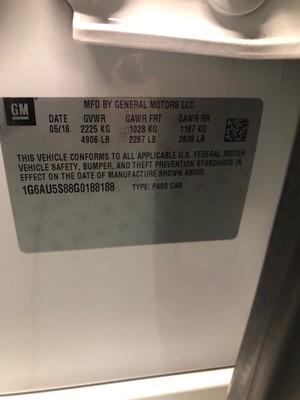 GM
MFD BY GENERAL MOTORS LLC
DATE GVWR GAWR FRT GAWR RR
05/16 2225 KG 1028 KG 1197 KG
4906 LB 2267 LB 2639 LB
THIS VEHICLE CONFORMS TO ALL APPLICABLE U.S. FEDERAL MOTOR
VEHICLE SAFETY, BUMPER, AND THEFT PREVENTION STANDARDS IN
EFFECT ON THE DATE OF MANUFACTURE SHOWN ABOVE.
1G6AU5S88G0188188 TYPE: PASS CAR